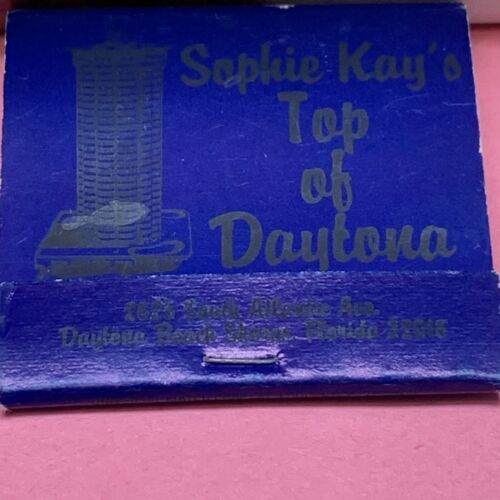 Sophie Kay's
Top
of
Daytona
2625 South Atlantic Ave.
Daytona Beach Shores, Florida 32018